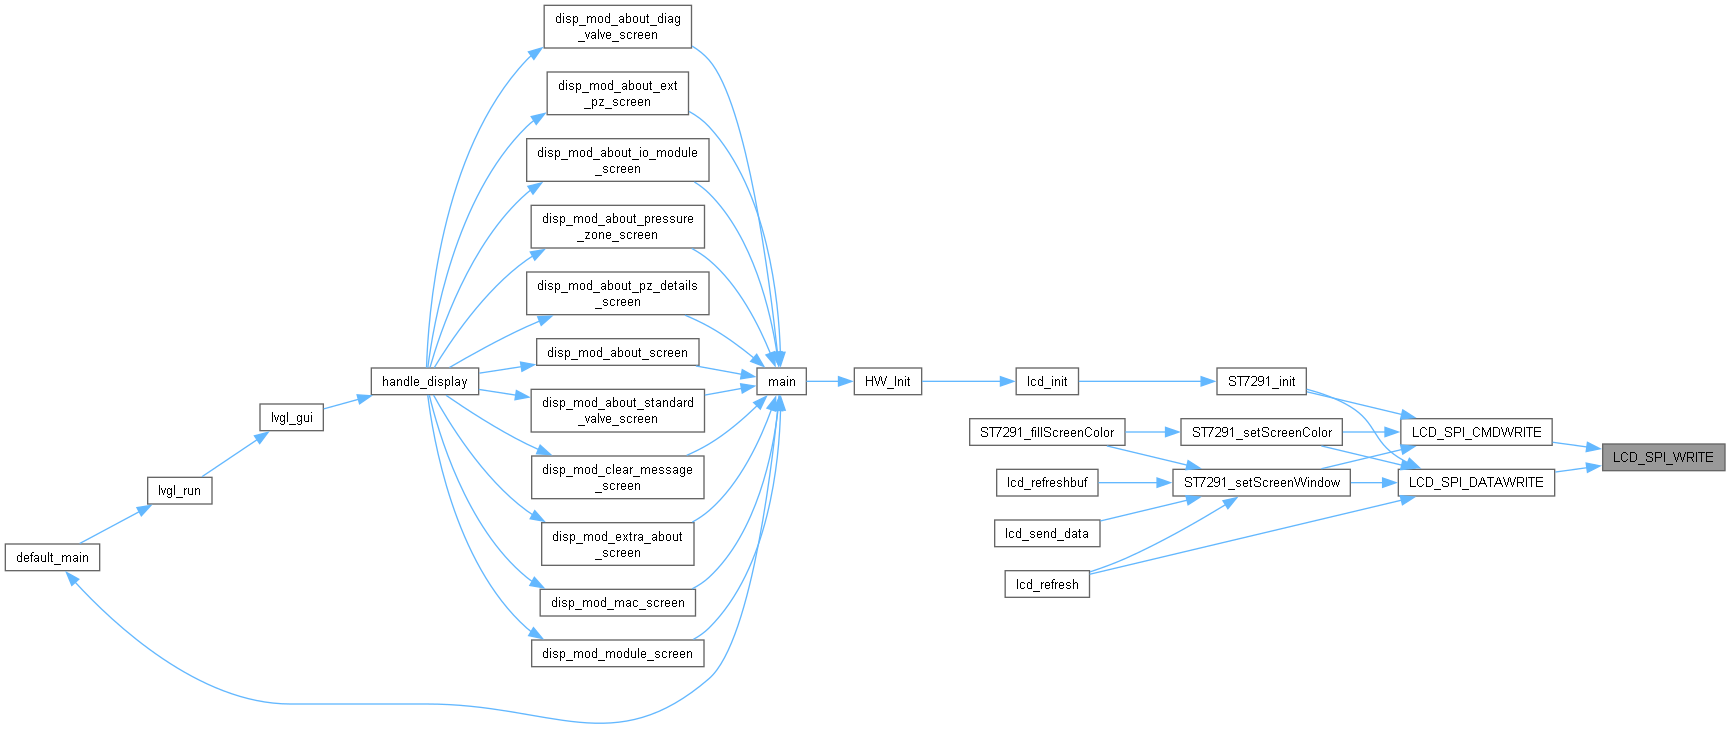 disp_mod_about_diag
_valve_screen
disp_mod_about_ext
_pz_screen
disp_mod_about_io_module
_screen
disp_mod_about_pressure
_zone_screen
disp_mod_about_pz_details
_screen
disp_mod_about_screen
handle_display
main
HW_Init
lcd_init
ST7291_init
disp_mod_about_standard
_valve_screen
lvgl_gui
ST7291_fillScreenColor
ST7291_setScreenColor
LCD_SPI_CMDWRITE
LCD_SPI_WRITE
disp_mod_clear_message
_screen
lcd_refreshbuf
ST7291_setScreenWindow
LCD_SPI_DATAWRITE
lvgl_run
lcd_send_data
disp_mod_extra_about
_screen
default_main
lcd_refresh
disp_mod_mac_screen
disp_mod_module_screen